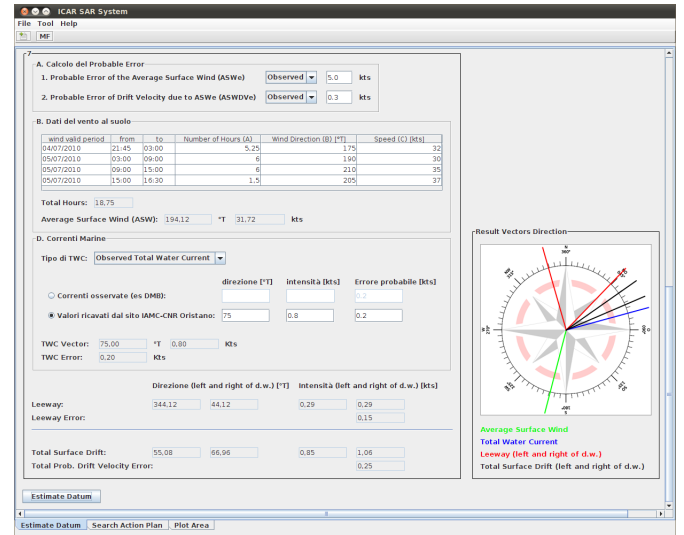 ICAR SAR System
File Tool Help
MF
7
A. Calcolo del Probable Error
1. Probable Error of the Average Surface Wind (ASWe) Observed 5.0 kts
2. Probable Error of Drift Velocity due to ASWe (ASWDVe) Observed 0.3 kts
B. Dati del vento al suolo
wind valid period from to Number of Hours (A) Wind Direction (B) [°T] Speed (C) [kts]
04/07/2010 21:45 03:00 5,25 175 32
05/07/2010 03:00 09:00 6 190 30
05/07/2010 09:00 15:00 6 210 35
05/07/2010 15:00 16:30 1,5 205 37
Total Hours: 18,75
Average Surface Wind (ASW): 194,12 °T 31,72 kts
D. Correnti Marine
Tipo di TWC: Observed Total Water Current
direzione [°T] intensità [kts] Errore probabile [kts]
Correnti osservate (es DMB): 0.2
Valori ricavati dal sito IAMC-CNR Oristano: 75 0.8 0.2
TWC Vector: 75,00 °T 0,80 Kts
TWC Error: 0,20 Kts
Direzione (left and right of d.w.) [°T] Intensità (left and right of d.w.) [kts]
Leeway: 344,12 44,12 0,29 0,29
Leeway Error: 0,15
Total Surface Drift: 55,08 66,96 0,85 1,06
Total Prob. Drift Velocity Error: 0,25
Result Vectors Direction
N
360°
Average Surface Wind
Total Water Current
Leeway (left and right of d.w.)
Total Surface Drift (left and right of d.w.)
Estimate Datum
Estimate Datum Search Action Plan Plot Area